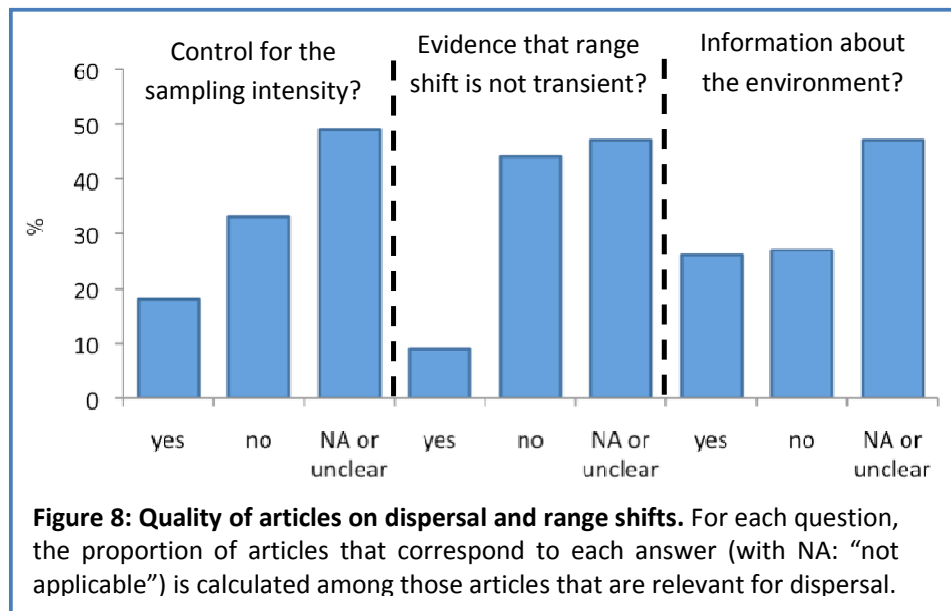 Control for the
sampling intensity?
Evidence that range
shift is not transient?
Information about
the environment?
60
50
40
30
20
10
0
%
yes
no
NA or
unclear
yes
no
NA or
unclear
yes
no
NA or
unclear
Figure 8: Quality of articles on dispersal and range shifts. For each question,
the proportion of articles that correspond to each answer (with NA: “not
applicable”) is calculated among those articles that are relevant for dispersal.